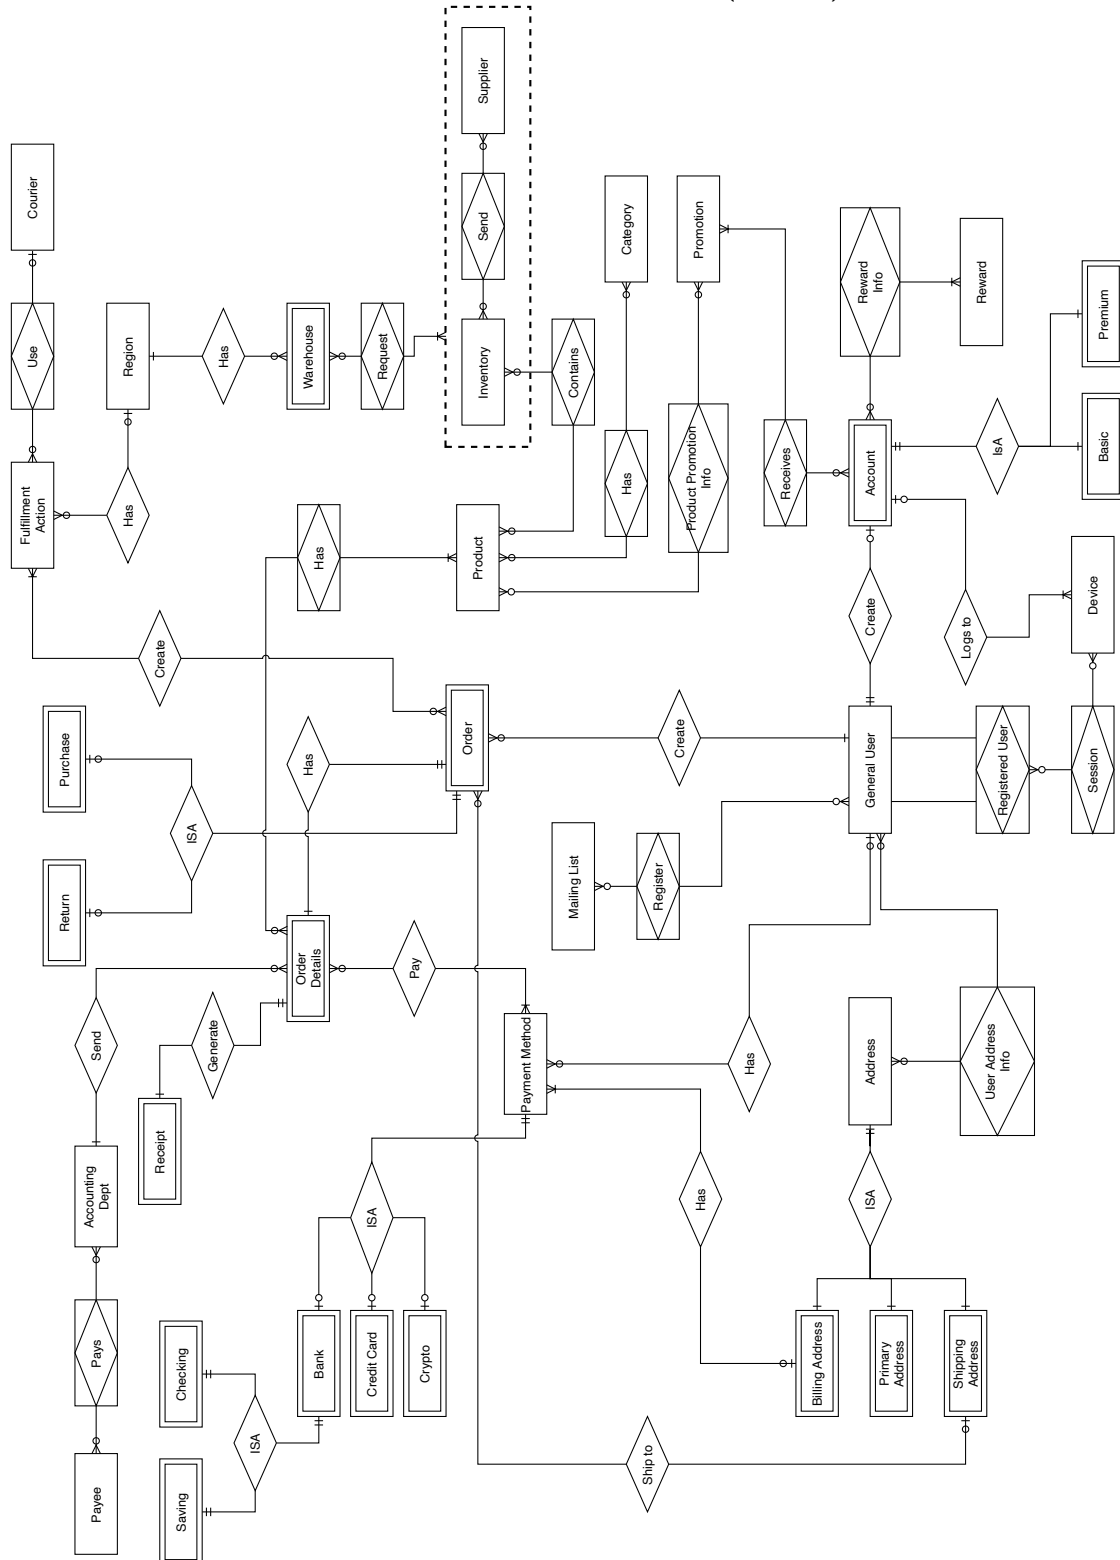 Fulfillment
Action
Use
Courier
Return
Purchase
Payee
Pays
Accounting
Dept
Send
Has
Region
Receipt
Create
Saving
Checking
ISA
Generate
Has
ISA
Order
Details
Has
Warehouse
Bank
Has
Credit Card
ISA
Request
Pay
Crypto
Order
Product
Inventory
Send
Supplier
Payment Method
Mailing List
Contains
Has
Category
Ship to
Register
Create
Has
Product Promotion
Info
Promotion
Has
Receives
Billing Address
ISA
Address
General User
Create
Account
Reward
Info
Primary
Address
Shipping
Address
Logs to
Reward
User Address
Info
Registered User
IsA
Session
Device
Basic
Premium